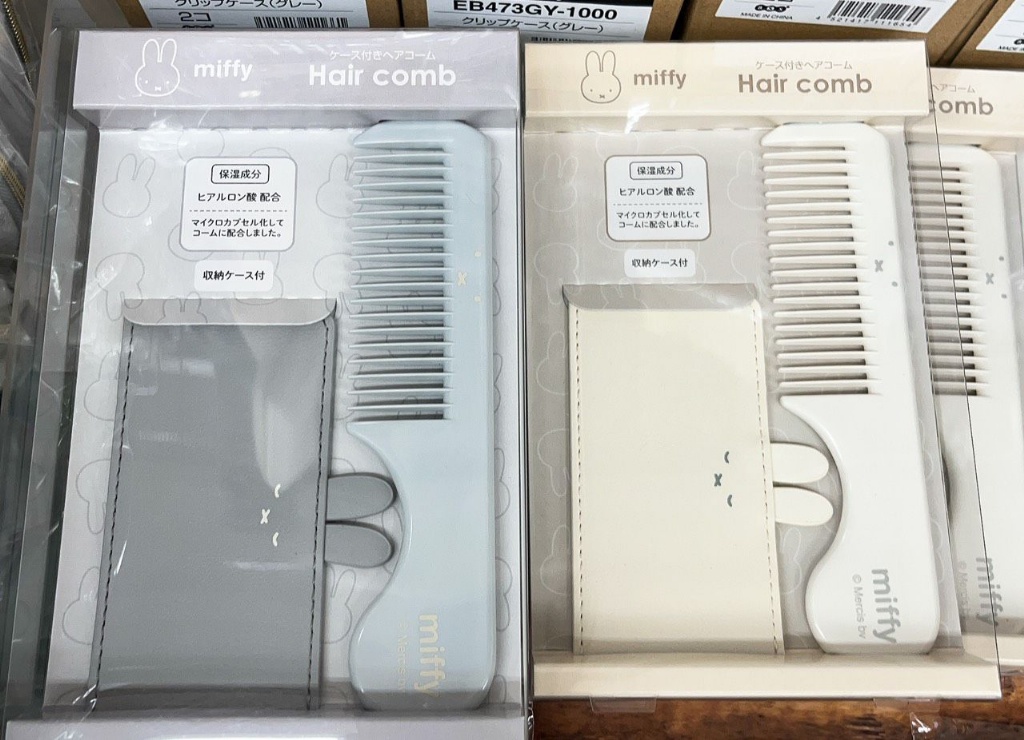 クリップケース(グレー)
2コ
EB473GY-1000
クリップケース(グレー)
MADE IN CHINA
miffy
ケース付きヘアコーム
Hair comb
保湿成分
ヒアルロン酸 配合
マイクロカプセル化して
コームに配合しました。
収納ケース付
miffy
miffy
ケース付きヘアコーム
Hair comb
保湿成分
ヒアルロン酸 配合
マイクロカプセル化して
コームに配合しました。
収納ケース付
miffy
© Mercis bv
アコーム
comb
miffy